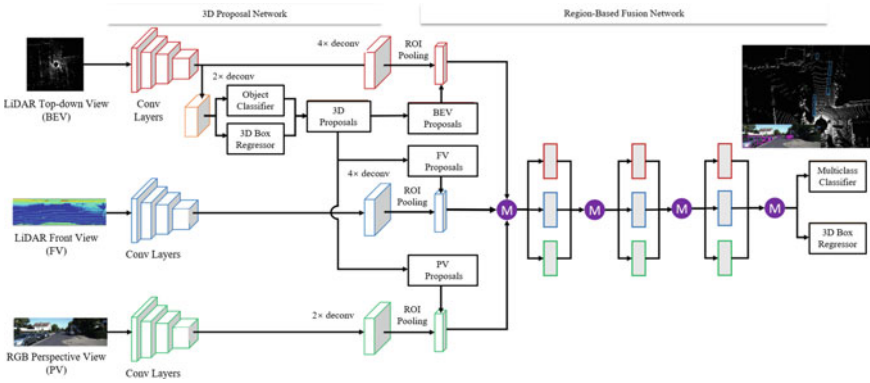 3D Proposal Network
Region-Based Fusion Network
4× deconv
ROI
Pooling
2× deconv
LiDAR Top-down View
(BEV)
Conv
Layers
Object
Classifier
3D Box
Regressor
3D
Proposals
BEV
Proposals
FV
Proposals
4× deconv
ROI
Pooling
M
M
M
M
Multiclass
Classifier
3D Box
Regressor
LiDAR Front View
(FV)
Conv Layers
PV
Proposals
2× deconv
ROI
Pooling
RGB Perspective View
(PV)
Conv Layers